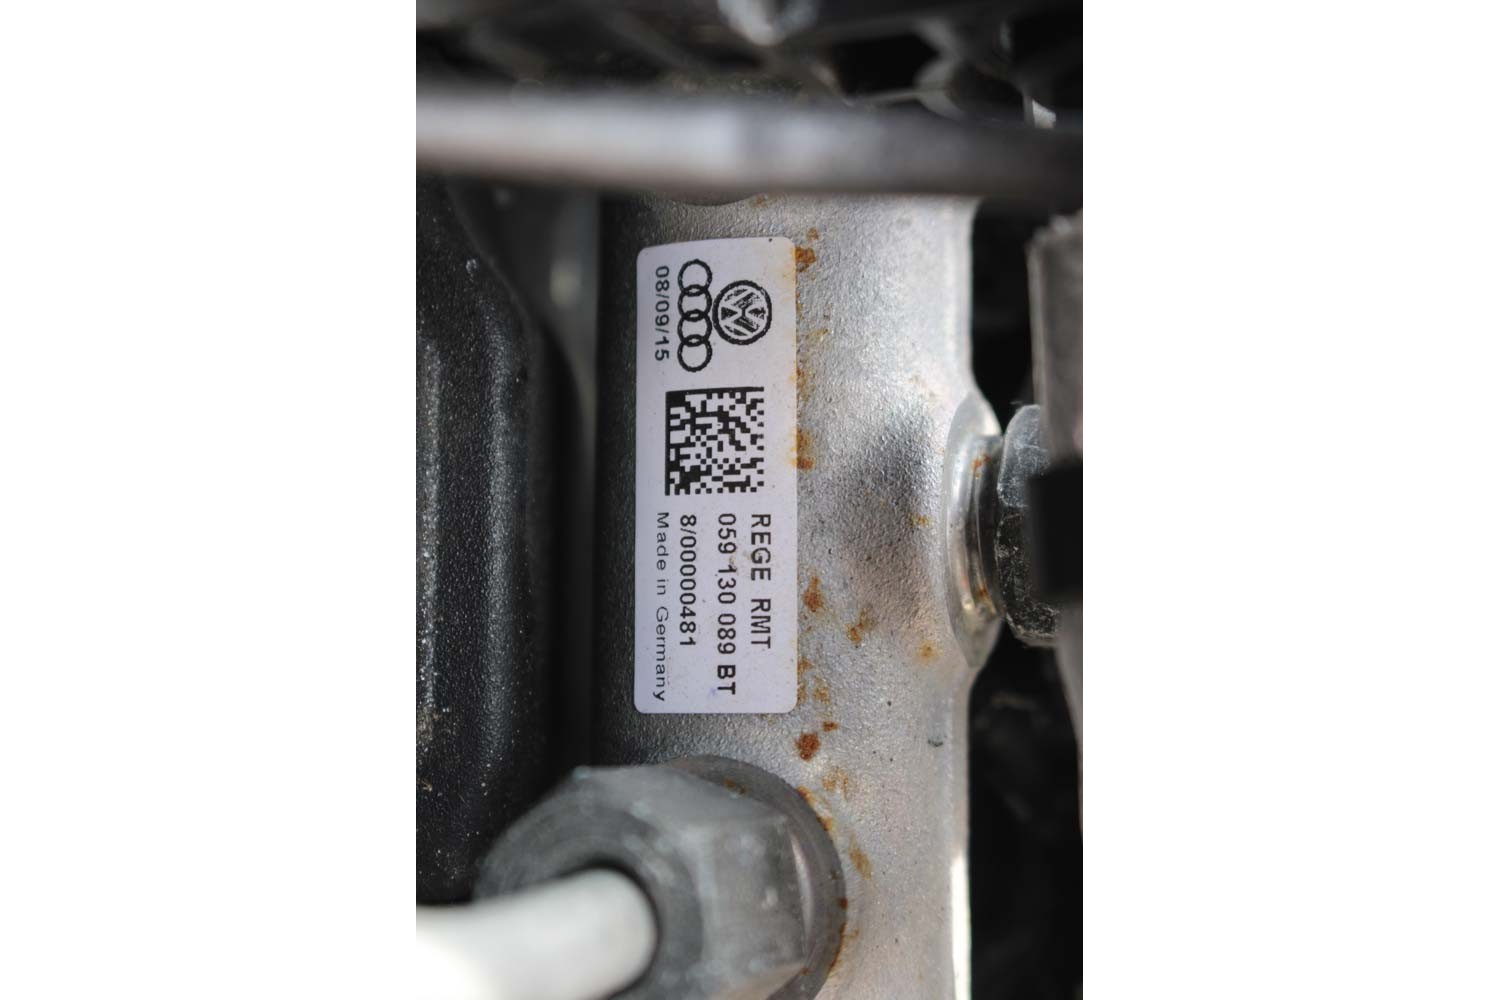 08/09/15
REGE RMT
059 130 089 BT
8/00000481
Made in Germany